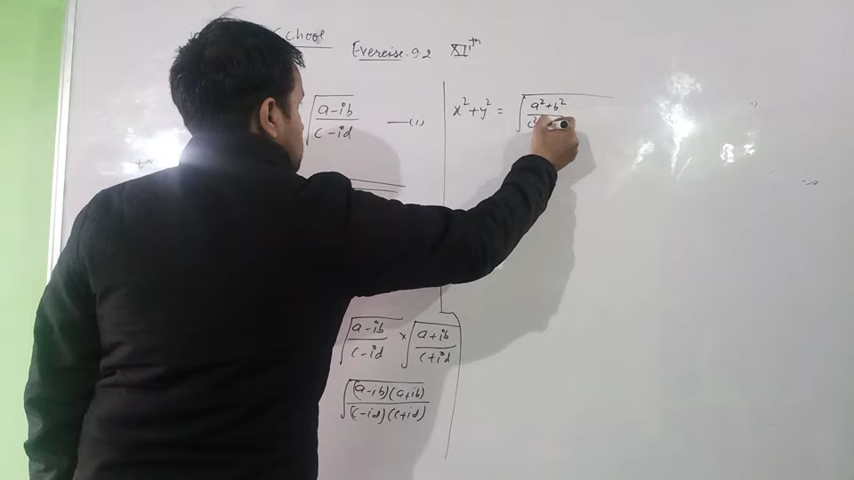 School
Exercise-9.2 XIth
√(a-ib)/(c-id) —(1)
√(a-ib)/(c-id) × √(a+ib)/(c+id)
√(a-ib)(a+ib)/(c-id)(c+id)
x²+y² = √(a²+b²)/(c²